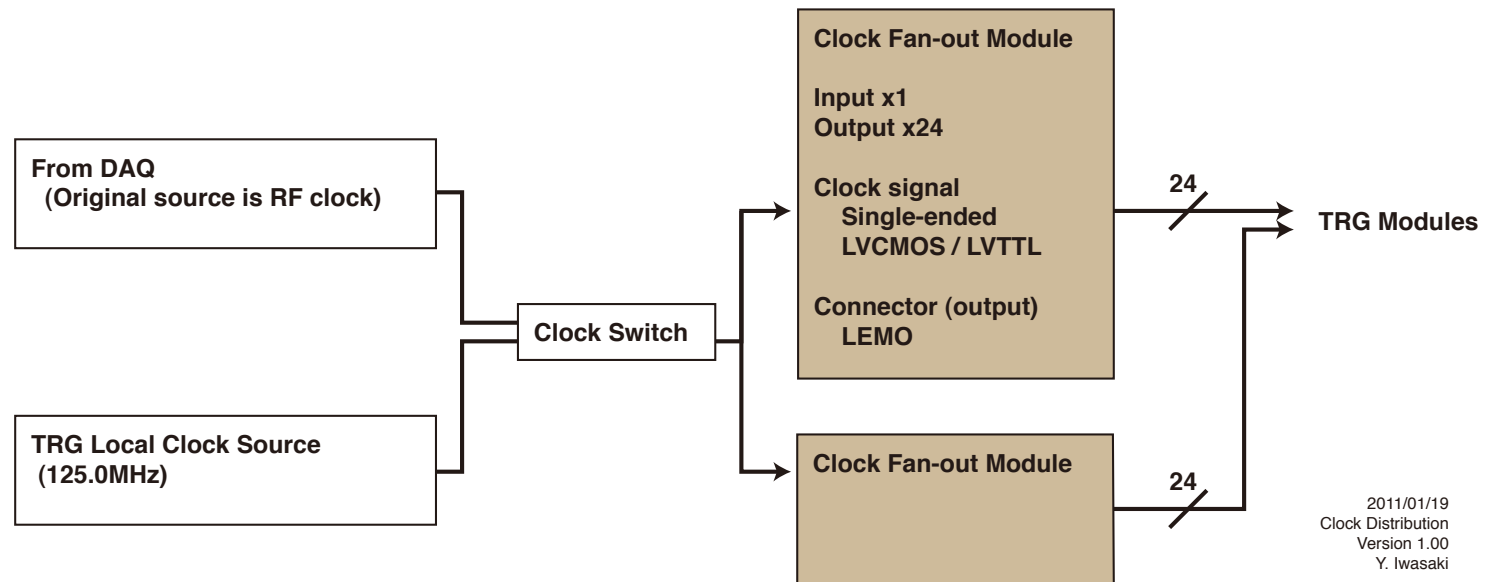 From DAQ
(Original source is RF clock)
TRG Local Clock Source
(125.0MHz)
Clock Switch
Clock Fan-out Module
Input x1
Output x24
Clock signal
Single-ended
LVCMOS / LVTTL
Connector (output)
LEMO
Clock Fan-out Module
24
24
TRG Modules
2011/01/19
Clock Distribution
Version 1.00
Y. Iwasaki